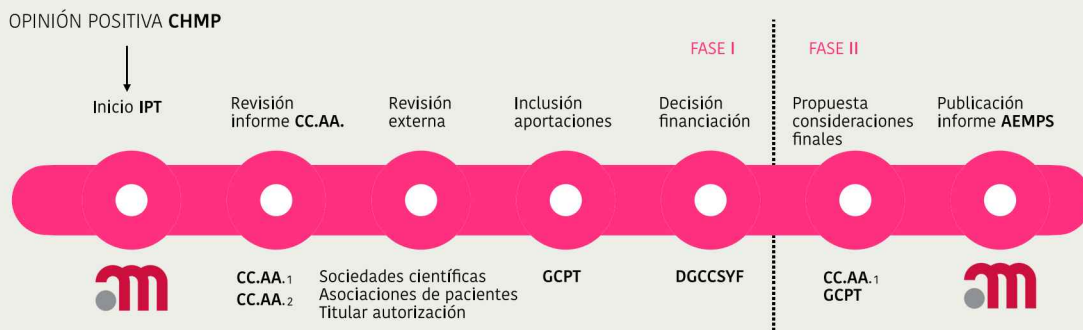 OPINIÓN POSITIVA CHMP
FASE I
FASE II
Inicio IPT
Revisión
informe CC.AA.
Revisión
externa
Inclusión
aportaciones
Decisión
financiación
Propuesta
consideraciones
finales
Publicación
informe AEMPS
am
CC.AA.1
CC.AA.2
Sociedades científicas
Asociaciones de pacientes
Titular autorización
GCPT
DGCCSYF
CC.AA.1
GCPT
am